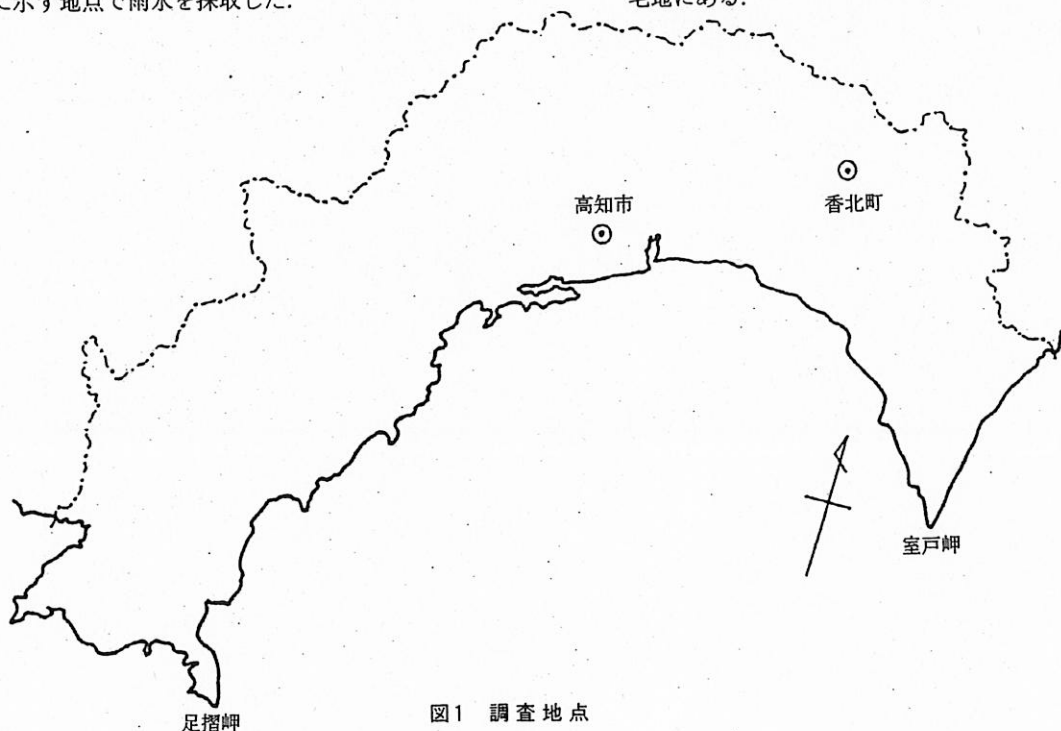 に示す地点で雨水を採取した.
宅地にある.
高知市
香北町
室戸岬
足摺岬
図1 調査地点